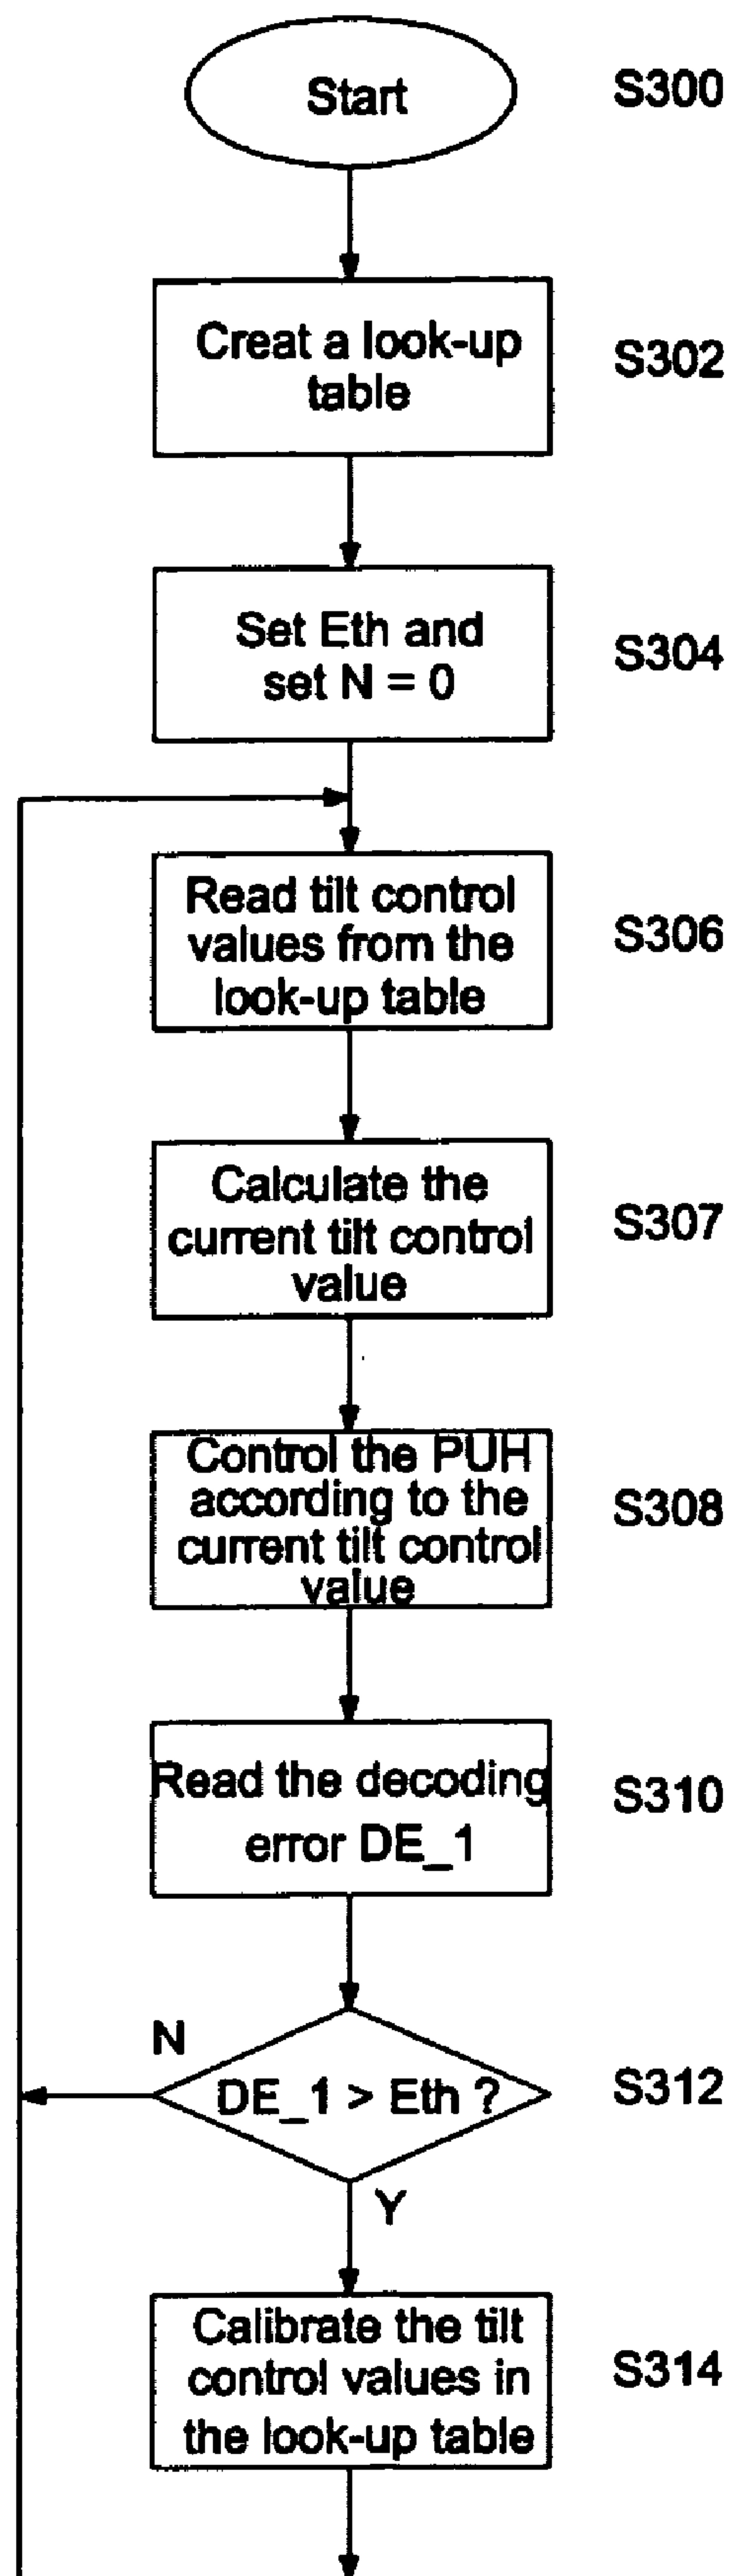 Start
S300
Creat a look-up
table
S302
Set Eth and
set N = 0
S304
Read tilt control
values from the
look-up table
S306
Calculate the
current tilt control
value
S307
Control the PUH
according to the
current tilt control
value
S308
Read the decoding
error DE_1
S310
N
DE_1 > Eth ?
S312
Y
Calibrate the tilt
control values in
the look-up table
S314